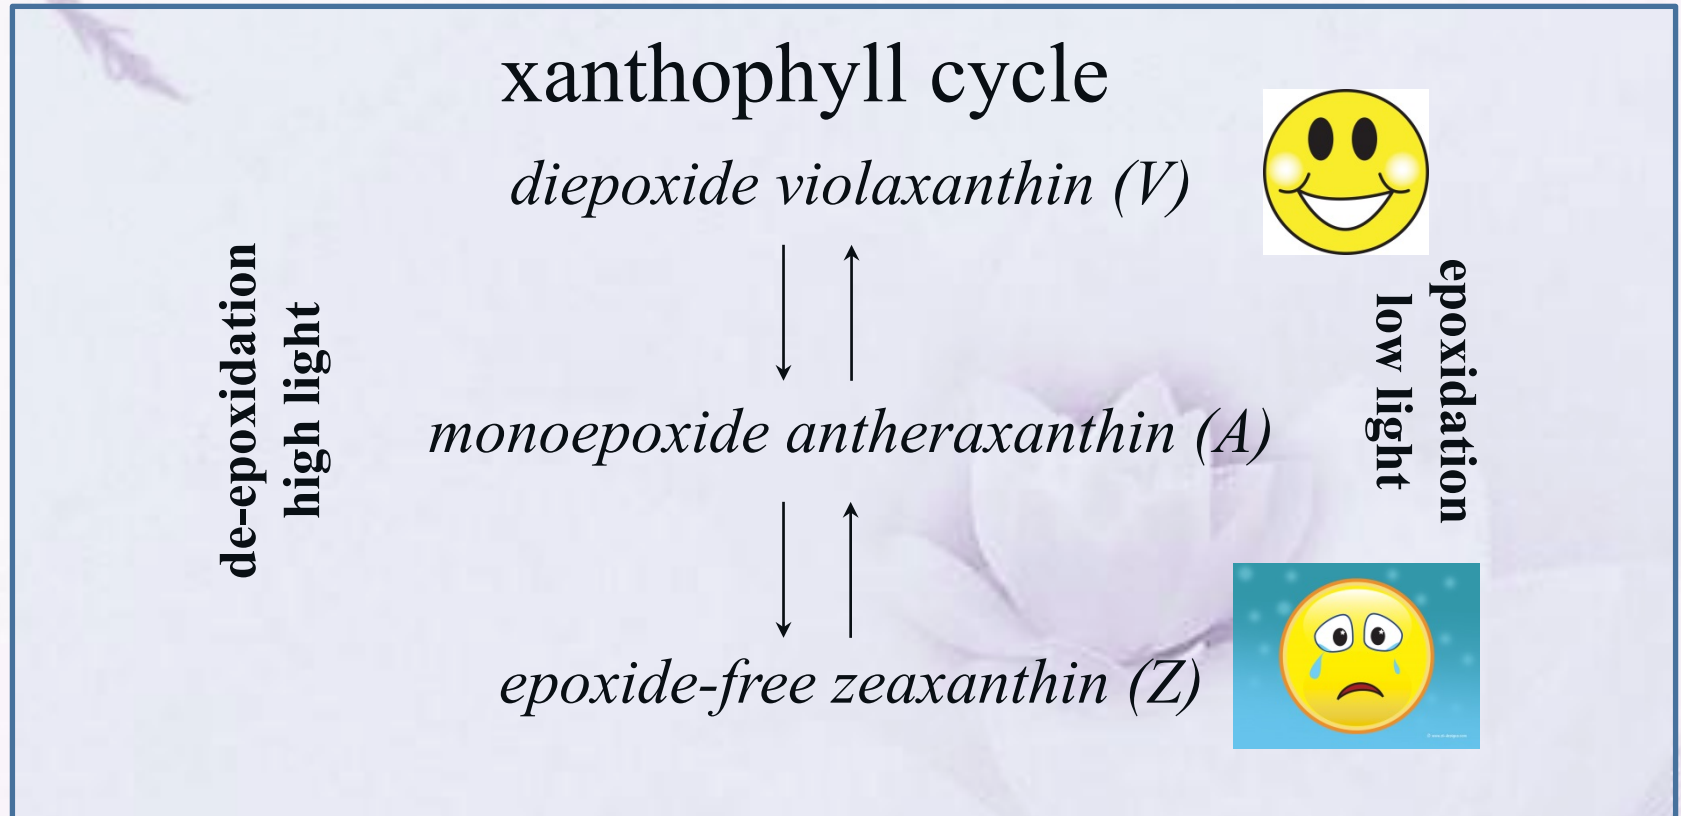 xanthophyll cycle
diepoxide violaxanthin (V)
de-epoxidation
high light
epoxidation
low light
monoepoxide antheraxanthin (A)
epoxide-free zeaxanthin (Z)